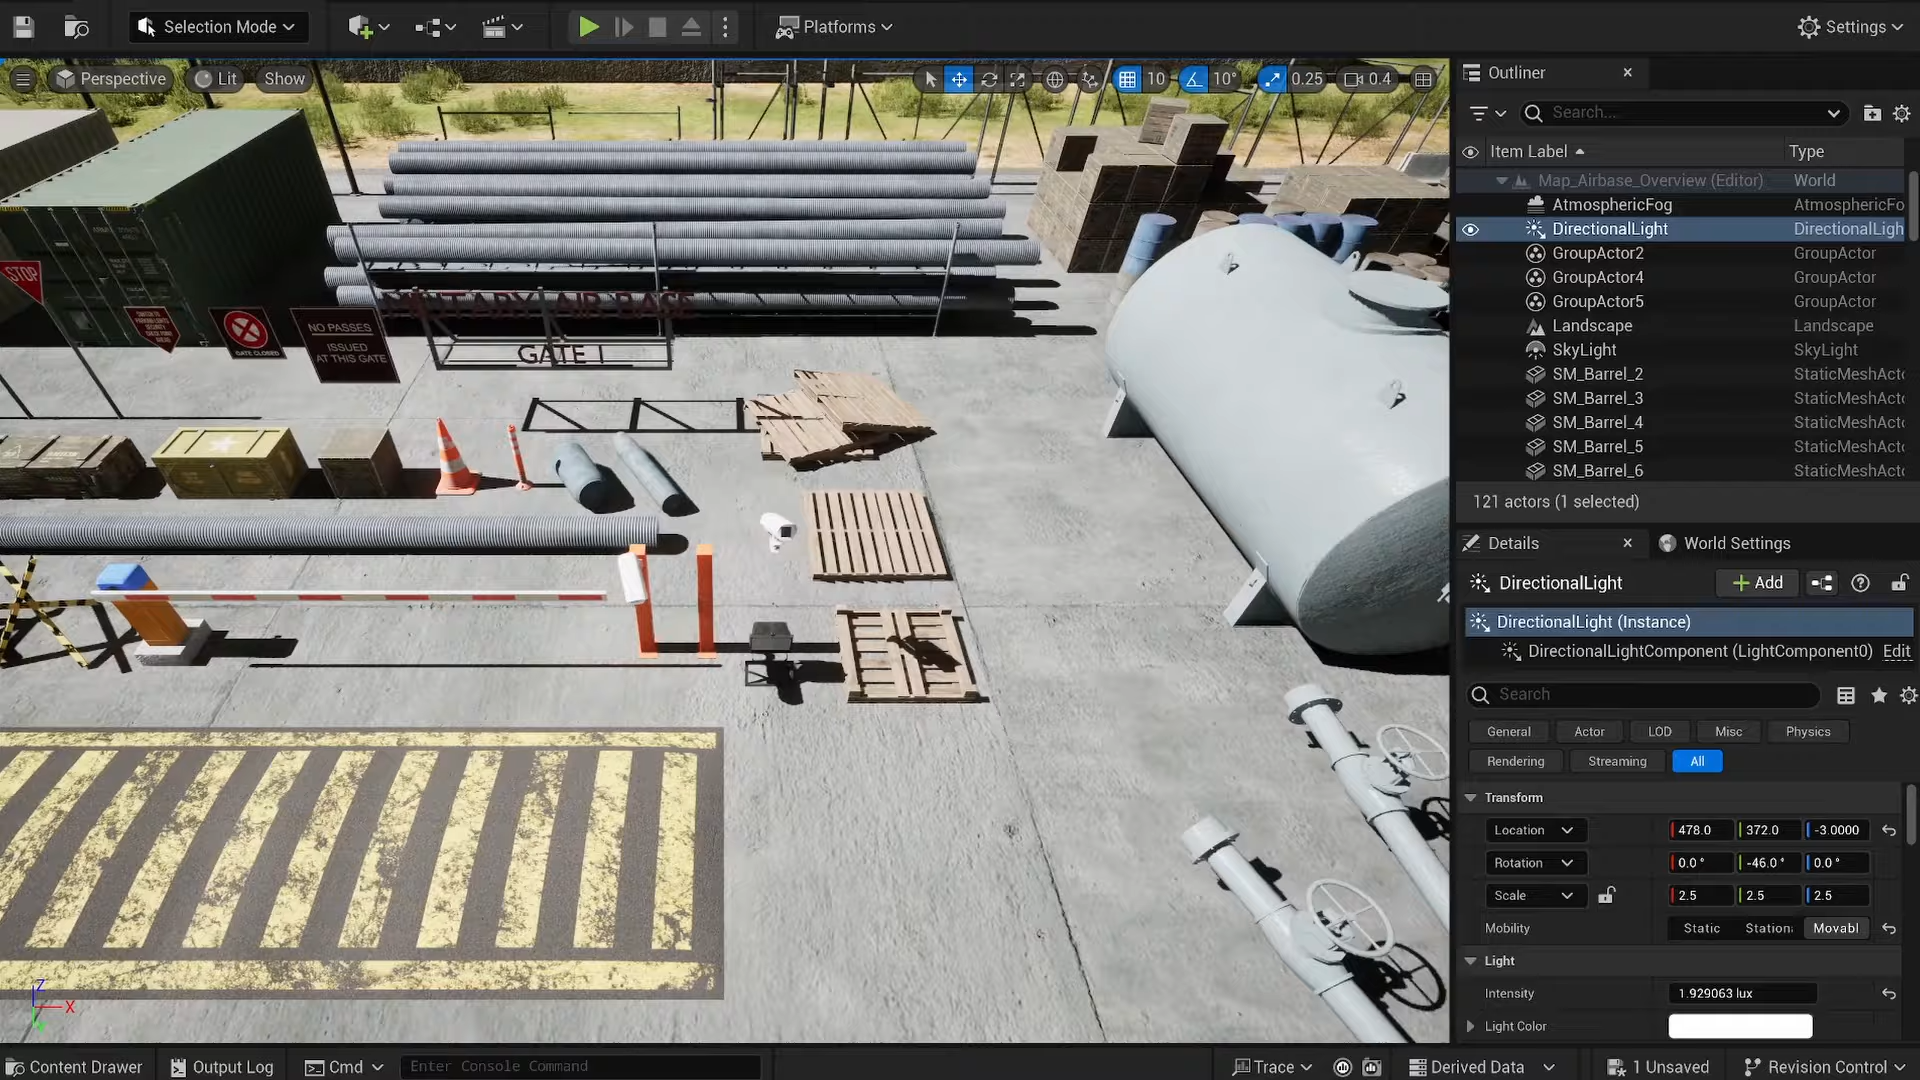 Selection Mode
Platforms
Settings
Perspective
Lit
Show
10
10°
0.25
0.4
Outliner
Search...
Item Label
Type
Map_Airbase_Overview (Editor)
World
AtmosphericFog
AtmosphericFo
DirectionalLight
DirectionalLigh
GroupActor2
GroupActor
GroupActor4
GroupActor
GroupActor5
GroupActor
Landscape
Landscape
SkyLight
SkyLight
SM_Barrel_2
StaticMeshActo
SM_Barrel_3
StaticMeshActo
SM_Barrel_4
StaticMeshActo
SM_Barrel_5
StaticMeshActo
SM_Barrel_6
StaticMeshActo
121 actors (1 selected)
Details
World Settings
DirectionalLight
Add
DirectionalLight (Instance)
DirectionalLightComponent (LightComponent0)
Edit
Search
General
Actor
LOD
Misc
Physics
Rendering
Streaming
All
Transform
Location
478.0
372.0
-3.0000
Rotation
0.0 °
-46.0 °
0.0 °
Scale
2.5
2.5
2.5
Mobility
Static
Station
Movabl
Light
Intensity
1.929063 lux
Light Color
STOP
GATE CLOSED
NO PASSES
ISSUED
AT THIS GATE
MILITARY AIR BASE
GATE 1
Z
X
Content Drawer
Output Log
Cmd
Enter Console Command
Trace
Derived Data
1 Unsaved
Revision Control